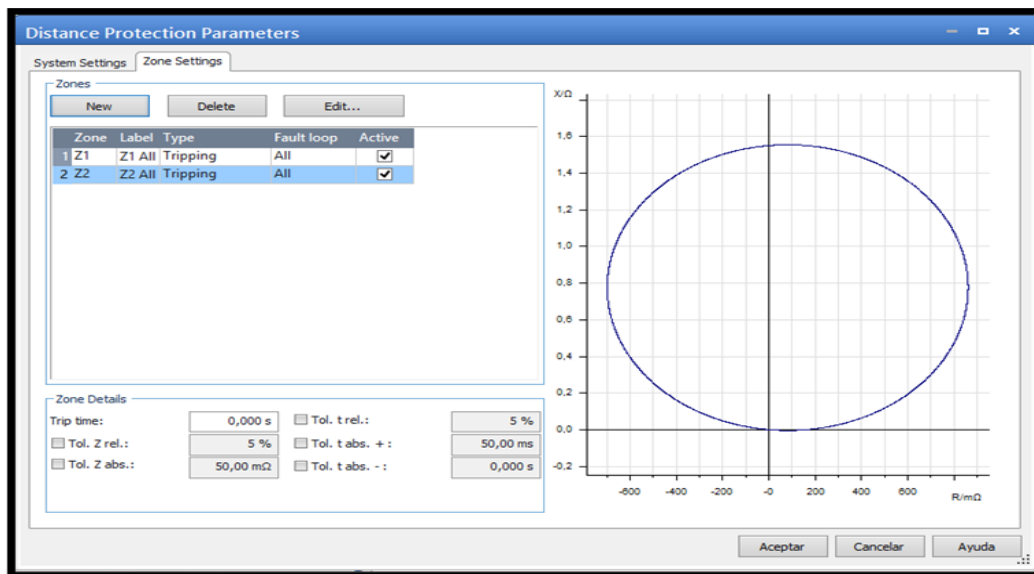 Distance Protection Parameters
System Settings Zone Settings
Zones
New Delete Edit...
Zone Label Type Fault loop Active
1 Z1 Z1 All Tripping All
2 Z2 Z2 All Tripping All
Zone Details
Trip time: 0,000 s Tol. t rel.: 5 %
Tol. Z rel.: 5 % Tol. t abs. + : 50,00 ms
Tol. Z abs.: 50,00 mΩ Tol. t abs. - : 0,000 s
X/Ω
1,6
1,4
1,2
1,0
0,8
0,6
0,4
0,2
0,0
-0,2
-600 -400 -200 -0 200 400 600 R/mΩ
Aceptar Cancelar Ayuda